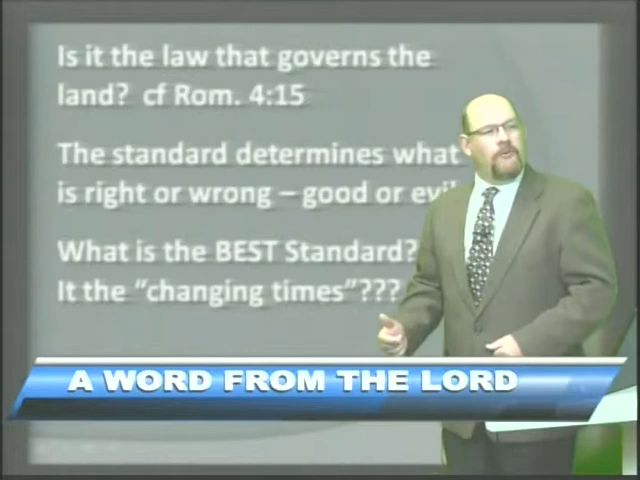 Is it the law that governs the
land? cf Rom. 4:15
The standard determines what
is right or wrong – good or evil
What is the BEST Standard?
It the “changing times”???
A WORD FROM THE LORD